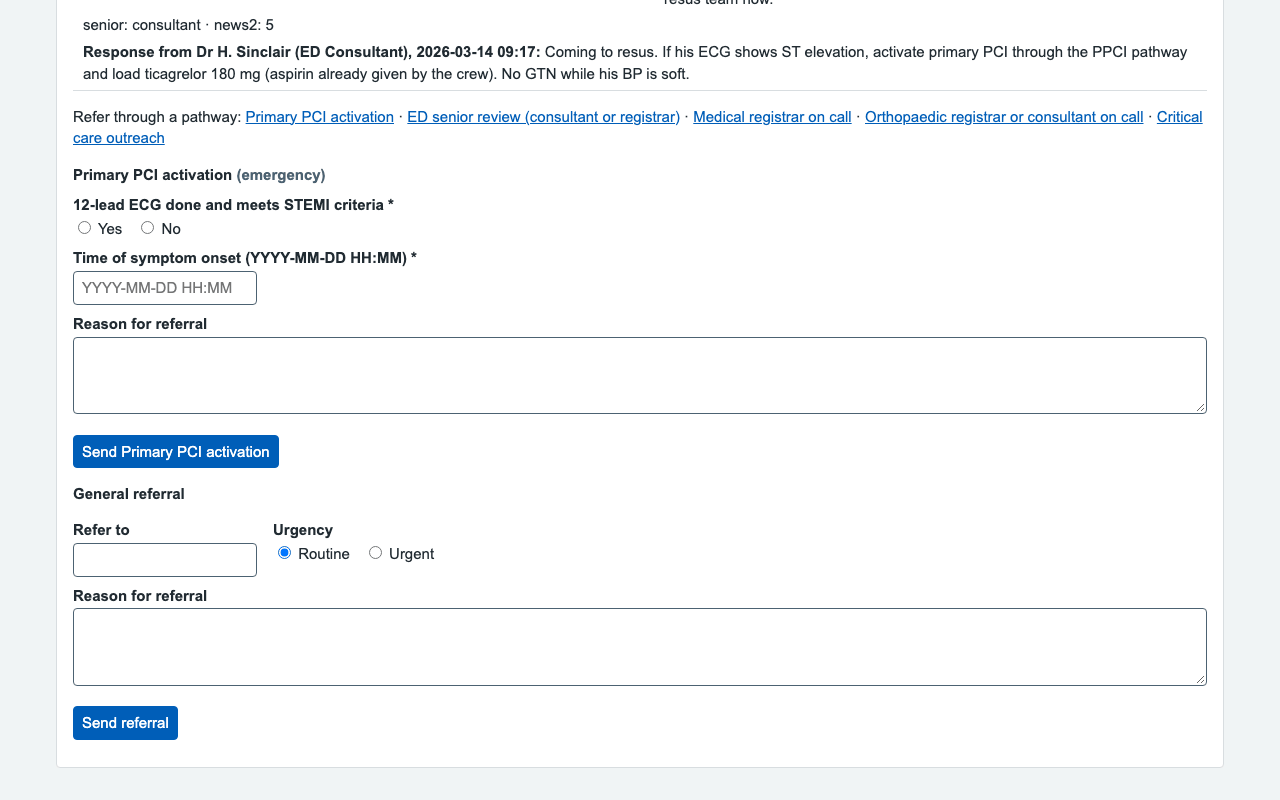 resus team now.
senior: consultant · news2: 5
Response from Dr H. Sinclair (ED Consultant), 2026-03-14 09:17: Coming to resus. If his ECG shows ST elevation, activate primary PCI through the PPCI pathway
and load ticagrelor 180 mg (aspirin already given by the crew). No GTN while his BP is soft.
Refer through a pathway: Primary PCI activation · ED senior review (consultant or registrar) · Medical registrar on call · Orthopaedic registrar or consultant on call · Critical
care outreach
Primary PCI activation (emergency)
12-lead ECG done and meets STEMI criteria *
Yes No
Time of symptom onset (YYYY-MM-DD HH:MM) *
YYYY-MM-DD HH:MM
Reason for referral
Send Primary PCI activation
General referral
Refer to Urgency
Routine Urgent
Reason for referral
Send referral